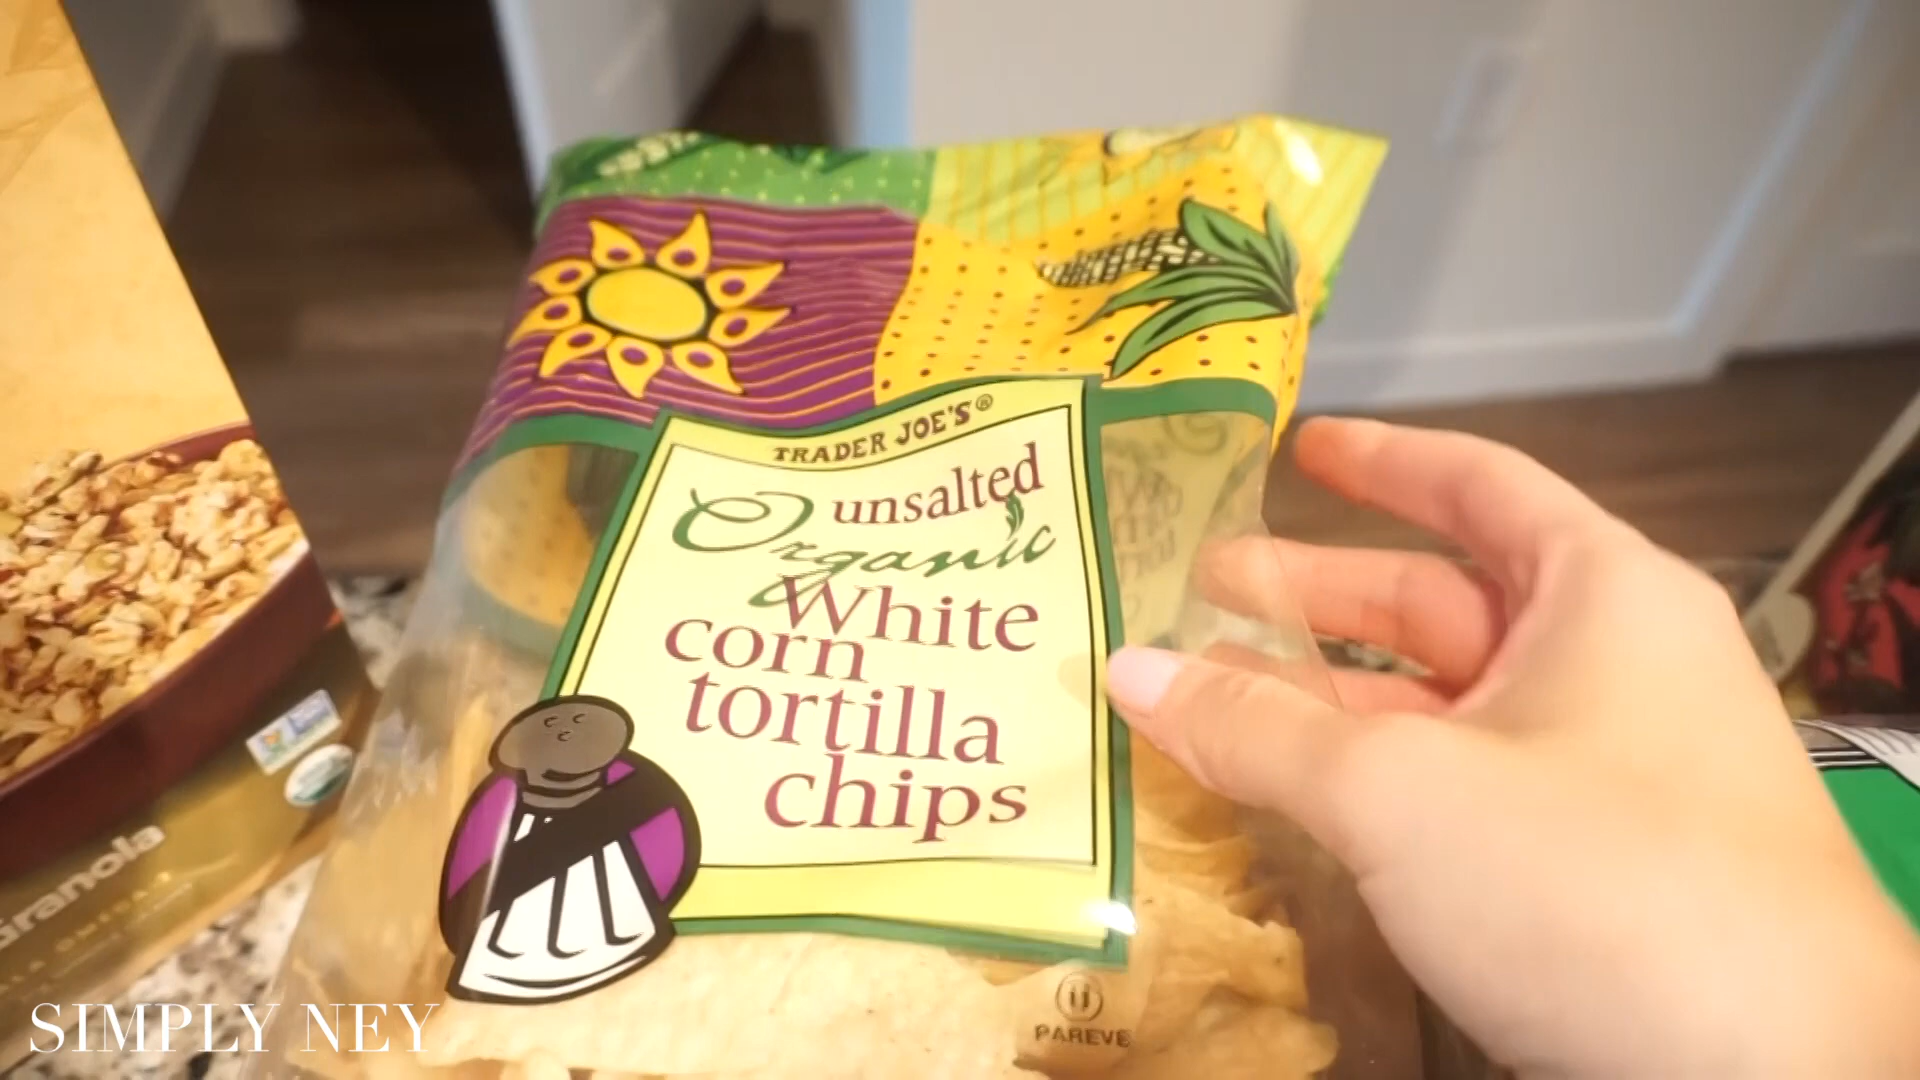 TRADER JOE'S®
unsalted
Organic
White
corn
tortilla
chips
U
PAREVE
Granola
SIMPLY NEY